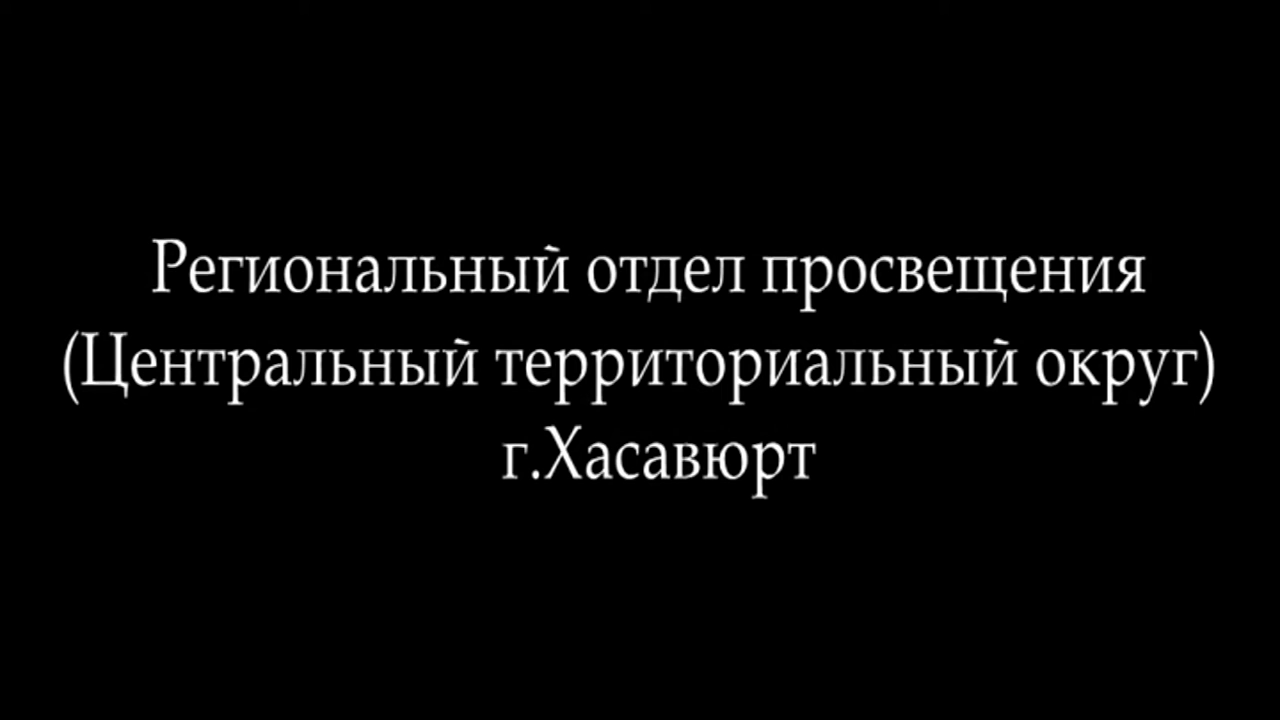 Региональный отдел просвещения
(Центральный территориальный округ)
г.Хасавюрт